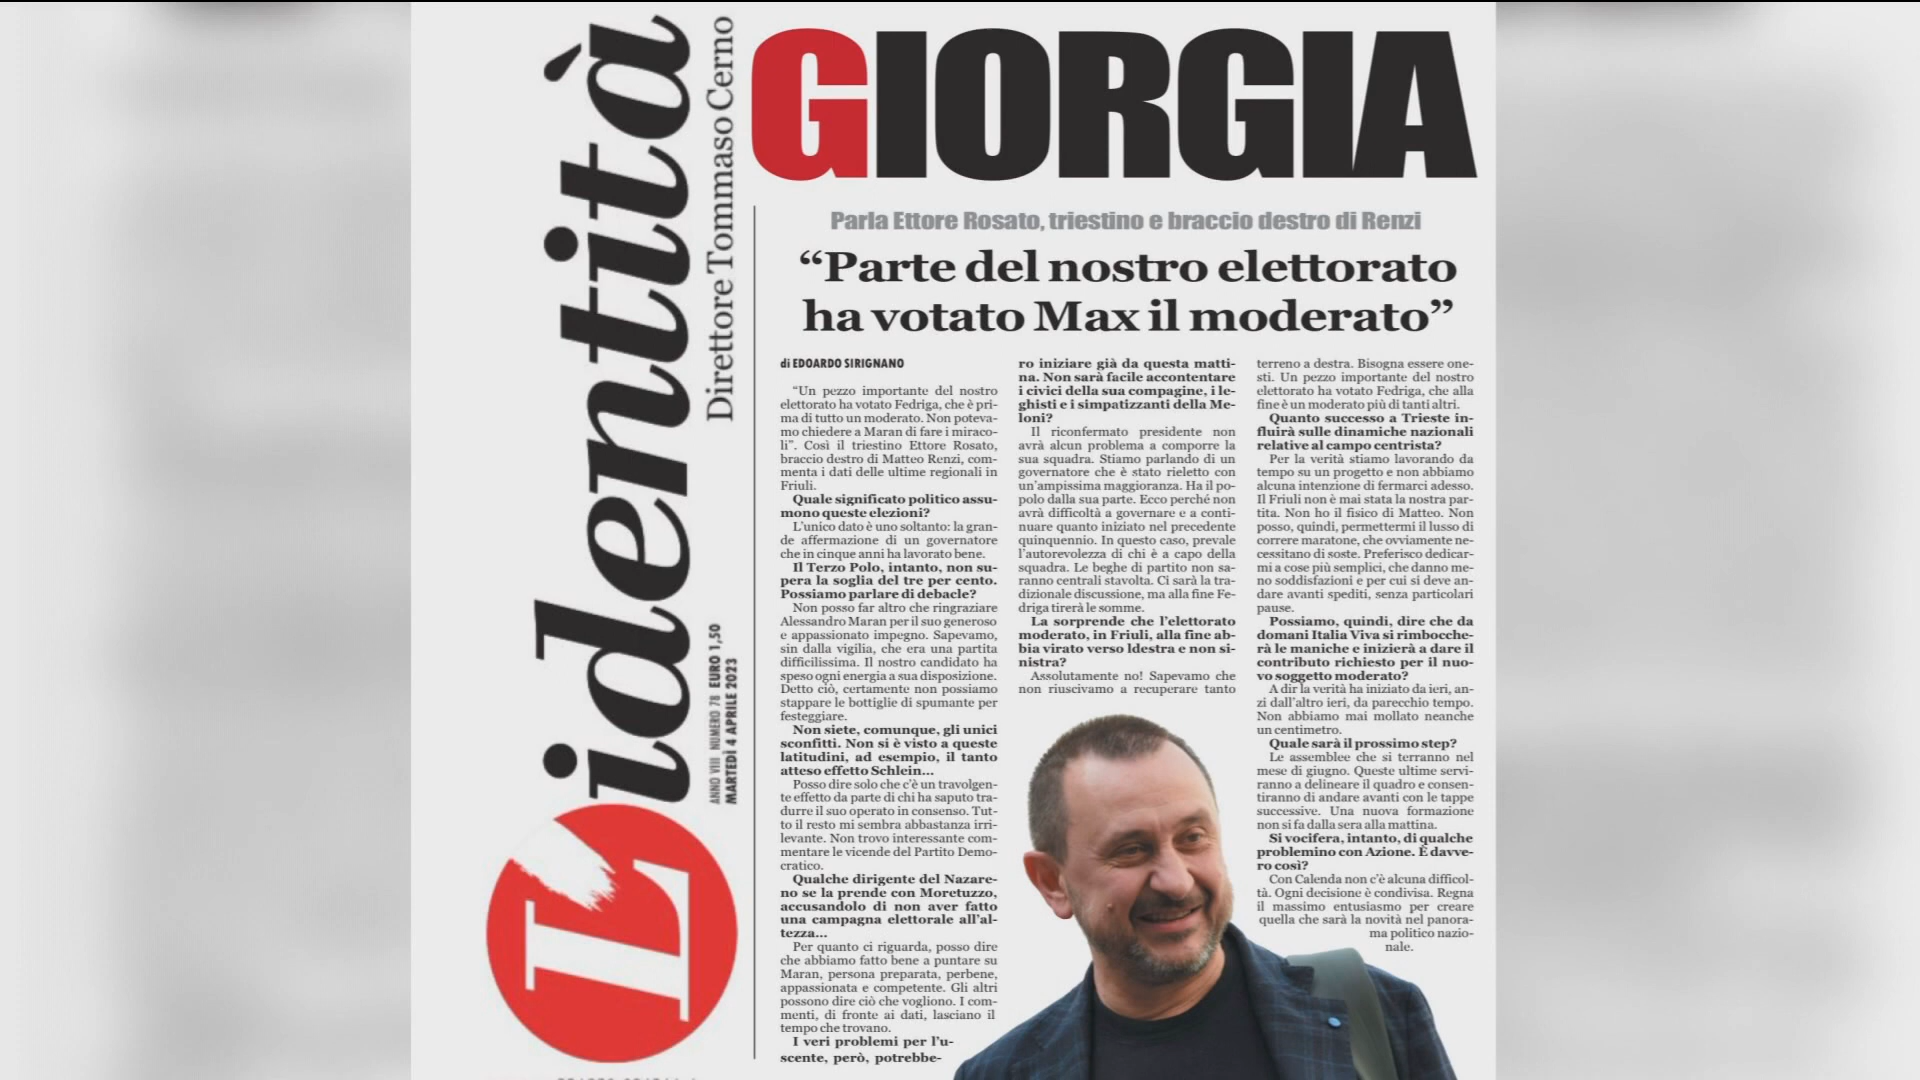 L'identità
Direttore Tommaso Cerno
ANNO VIII NUMERO 78 EURO 1,50
MARTEDÌ 4 APRILE 2023
GIORGIA
Parla Ettore Rosato, triestino e braccio destro di Renzi
“Parte del nostro elettorato
ha votato Max il moderato”
di EDOARDO SIRIGNANO
“Un pezzo importante del nostro
elettorato ha votato Fedriga, che è pri-
ma di tutto un moderato. Non poteva-
mo chiedere a Maran di fare i miraco-
li”. Così il triestino Ettore Rosato,
braccio destro di Matteo Renzi, com-
menta i dati delle ultime regionali in
Friuli.
Quale significato politico assu-
mono queste elezioni?
L'unico dato è uno soltanto: la gran-
de affermazione di un governatore
che in cinque anni ha lavorato bene.
Il Terzo Polo, intanto, non su-
pera la soglia del tre per cento.
Possiamo parlare di debacle?
Non posso far altro che ringraziare
Alessandro Maran per il suo generoso
e appassionato impegno. Sapevamo,
sin dalla vigilia, che era una partita
difficilissima. Il nostro candidato ha
speso ogni energia a sua disposizione.
Detto ciò, certamente non possiamo
stappare le bottiglie di spumante per
festeggiare.
Non siete, comunque, gli unici
sconfitti. Non si è visto a queste
latitudini, ad esempio, il tanto
atteso effetto Schlein...
Posso dire solo che c'è un travolgen-
te effetto da parte di chi ha saputo tra-
durre il suo operato in consenso. Tut-
to il resto mi sembra abbastanza irri-
levante. Non trovo interessante com-
mentare le vicende del Partito Demo-
cratico.
Qualche dirigente del Nazare-
no se la prende con Moretuzzo,
accusandolo di non aver fatto
una campagna elettorale all'al-
tezza...
Per quanto ci riguarda, posso dire
che abbiamo fatto bene a puntare su
Maran, persona preparata, perbene,
appassionata e competente. Gli altri
possono dire ciò che vogliono. I com-
menti, di fronte ai dati, lasciano il
tempo che trovano.
I veri problemi per l'u-
scente, però, potrebbe-
ro iniziare già da questa matti-
na. Non sarà facile accontentare
i civici della sua compagine, i le-
ghisti e i simpatizzanti della Me-
loni?
Il riconfermato presidente non
avrà alcun problema a comporre la
sua squadra. Stiamo parlando di un
governatore che è stato rieletto con
un'ampissima maggioranza. Ha il po-
polo dalla sua parte. Ecco perché non
avrà difficoltà a governare e a conti-
nuare quanto iniziato nel precedente
quinquennio. In questo caso, prevale
l'autorevolezza di chi è a capo della
squadra. Le beghe di partito non sa-
ranno centrali stavolta. Ci sarà la tra-
dizionale discussione, ma alla fine Fe-
driga tirerà le somme.
La sorprende che l'elettorato
moderato, in Friuli, alla fine ab-
bia virato verso ldestra e non si-
nistra?
Assolutamente no! Sapevamo che
non riuscivamo a recuperare tanto
terreno a destra. Bisogna essere one-
sti. Un pezzo importante del nostro
elettorato ha votato Fedriga, che alla
fine è un moderato più di tanti altri.
Quanto successo a Trieste in-
fluirà sulle dinamiche nazionali
relative al campo centrista?
Per la verità stiamo lavorando da
tempo su un progetto e non abbiamo
alcuna intenzione di fermarci adesso.
Il Friuli non è mai stata la nostra par-
tita. Non ho il fisico di Matteo. Non
posso, quindi, permettermi il lusso di
correre maratone, che ovviamente ne-
cessitano di soste. Preferisco dedicar-
mi a cose più semplici, che danno me-
no soddisfazioni e per cui si deve an-
dare avanti spediti, senza particolari
pause.
Possiamo, quindi, dire che da
domani Italia Viva si rimbocche-
rà le maniche e inizierà a dare il
contributo richiesto per il nuo-
vo soggetto moderato?
A dir la verità ha iniziato da ieri, an-
zi dall'altro ieri, da parecchio tempo.
Non abbiamo mai mollato neanche
un centimetro.
Quale sarà il prossimo step?
Le assemblee che si terranno nel
mese di giugno. Queste ultime servi-
ranno a delineare il quadro e consen-
tiranno di andare avanti con le tappe
successive. Una nuova formazione
non si fa dalla sera alla mattina.
Si vocifera, intanto, di qualche
problemino con Azione. È davve-
ro così?
Con Calenda non c'è alcuna difficol-
tà. Ogni decisione è condivisa. Regna
il massimo entusiasmo per creare
quella che sarà la novità nel panora-
ma politico nazio-
nale.